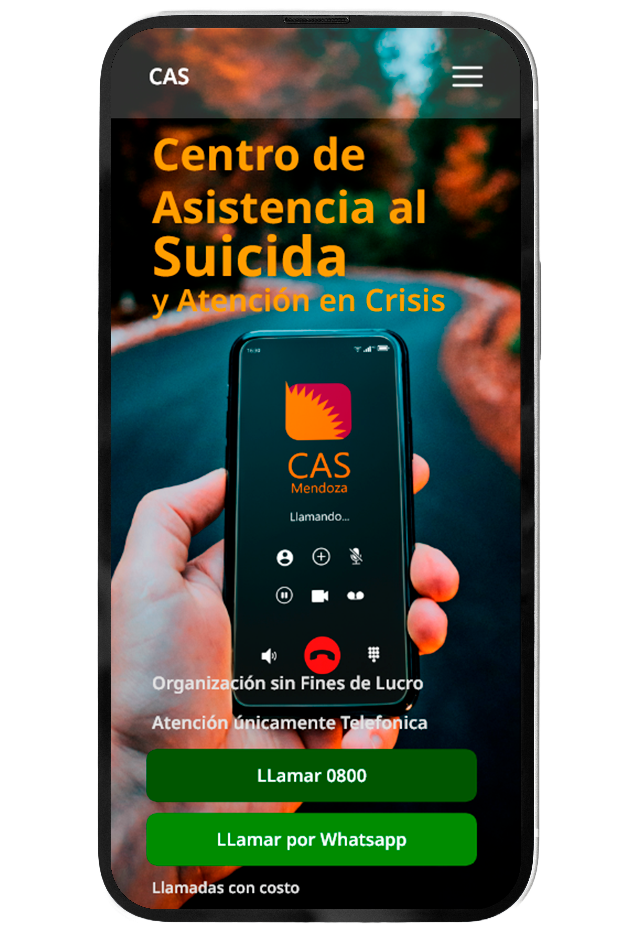 CAS
Centro de
Asistencia al
Suicida
y Atención en Crisis
CAS
Mendoza
Llamando...
Organización sin Fines de Lucro
Atención únicamente Telefonica
LLamar 0800
LLamar por Whatsapp
Llamadas con costo